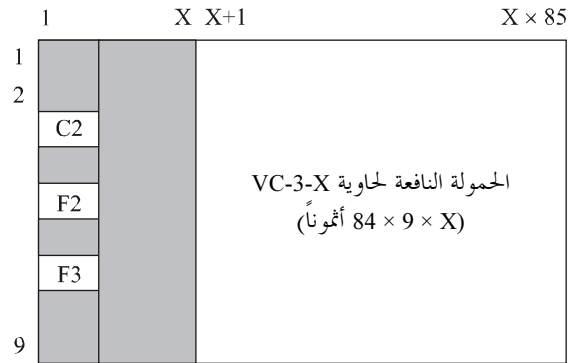 1 X X+1 X × 85
1
2
C2
الحمولة النافعة لحاوية VC-3-X
F2
(X × 9 × 84 أثموناً)
F3
9